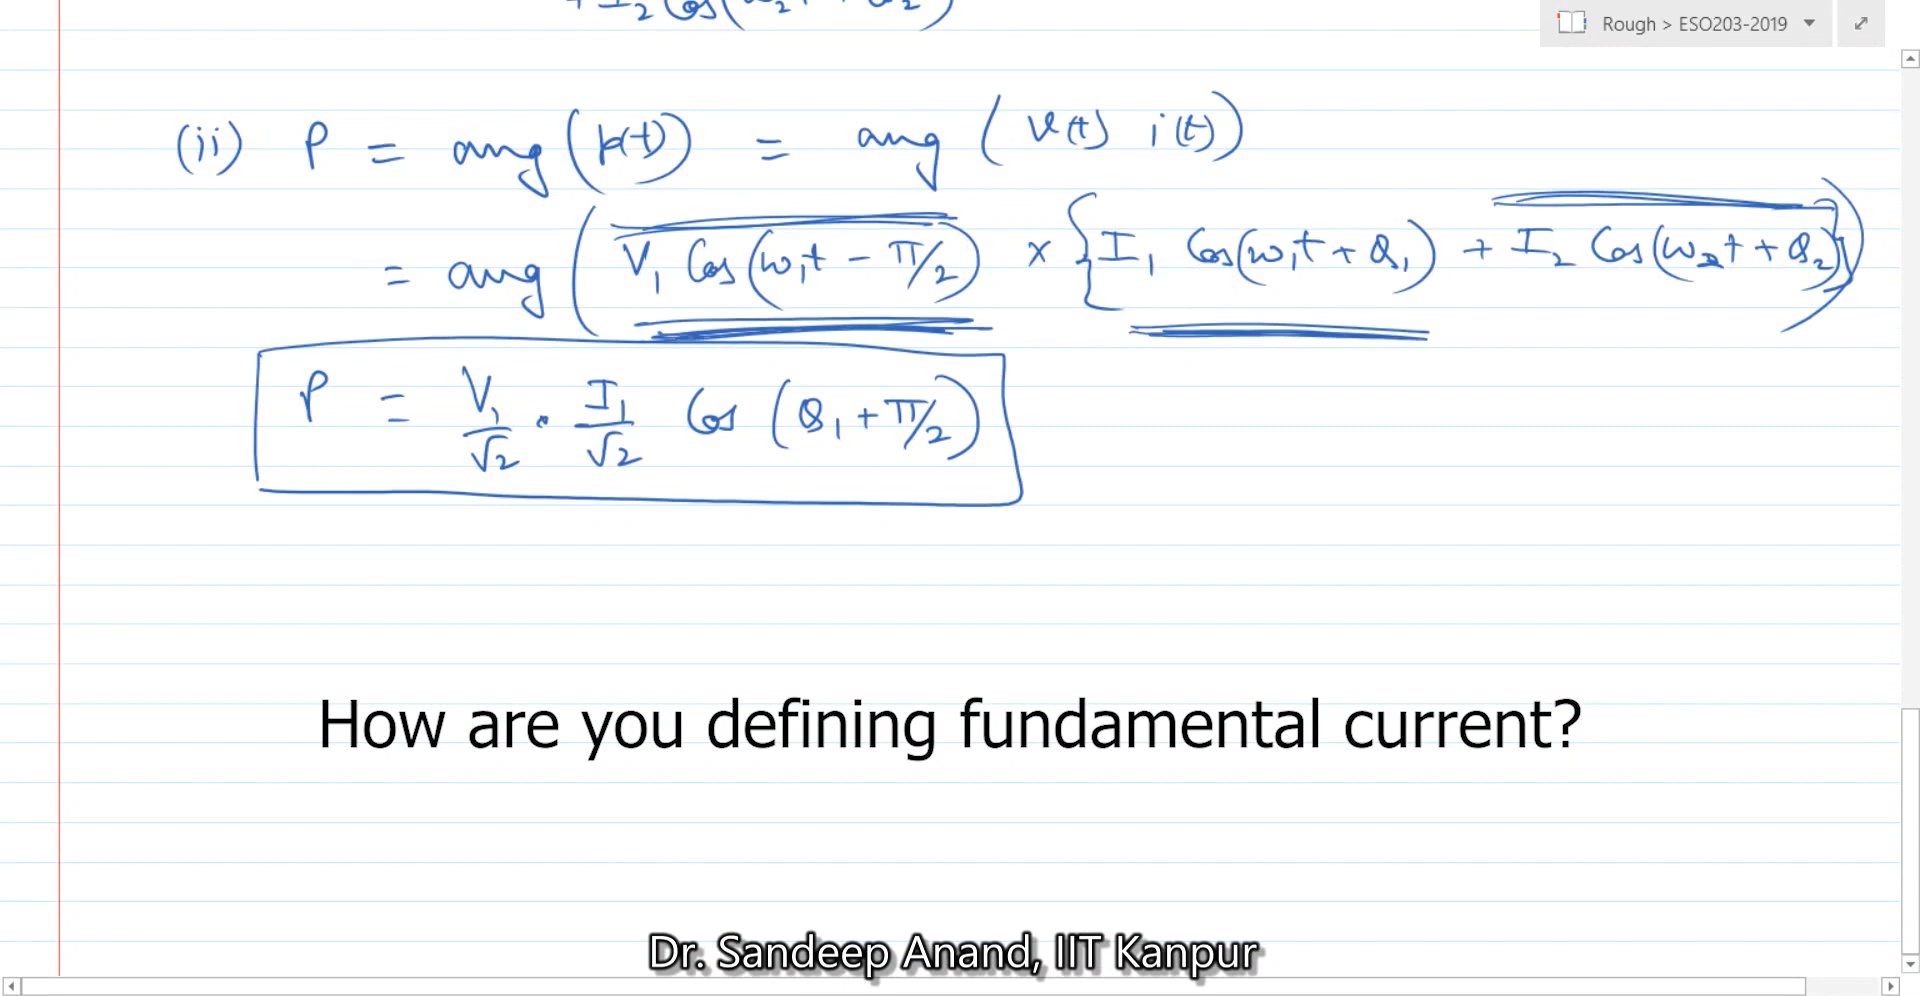 Rough > ESO203-2019
(ii) P = avg (p(t)) = avg (v(t) i(t))
= avg (V₁ Cos(ω₁t - π/2) × {I₁ Cos(ω₁t + θ₁) + I₂ Cos(ω₂t + θ₂)})
P = V₁/√2 · I₁/√2 Cos (θ₁ + π/2)
How are you defining fundamental current?
Dr. Sandeep Anand, IIT Kanpur